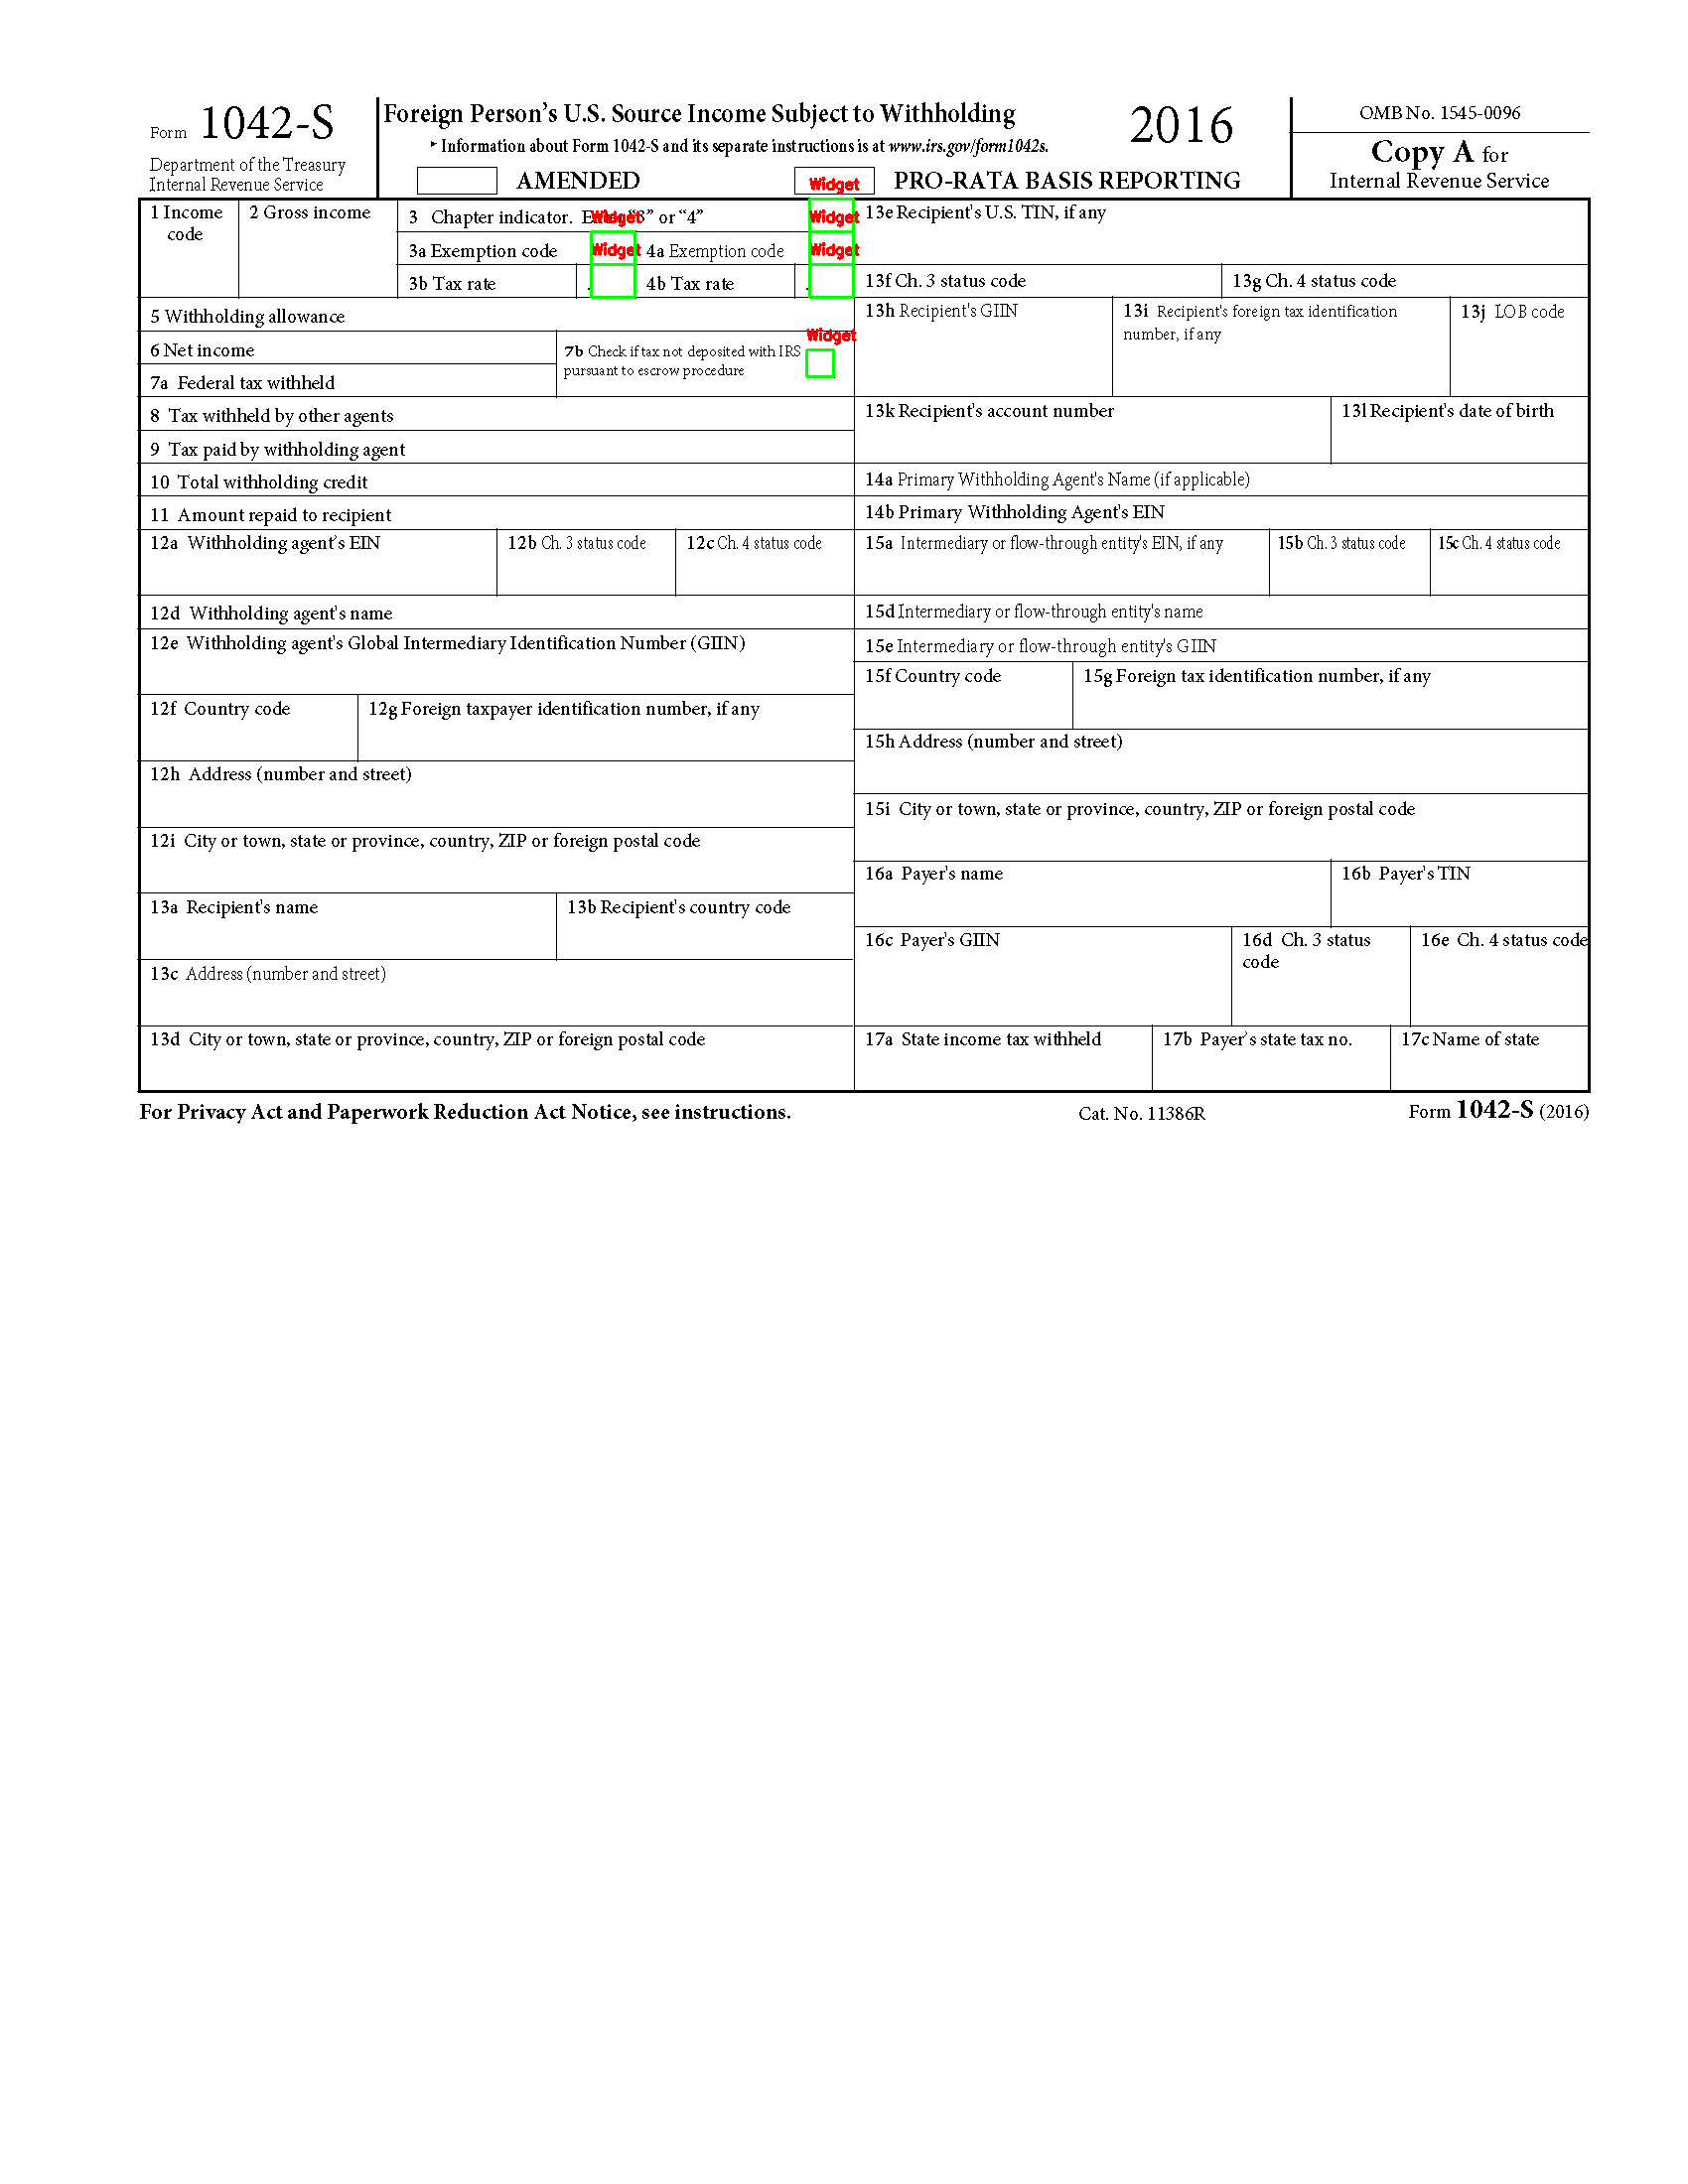 Form 1042-S
Department of the Treasury
Internal Revenue Service
Foreign Person's U.S. Source Income Subject to Withholding
▸ Information about Form 1042-S and its separate instructions is at www.irs.gov/form1042s.
2016
OMB No. 1545-0096
Copy A for
Internal Revenue Service
AMENDED
Widget
PRO-RATA BASIS REPORTING
1 Income
code
2 Gross income
3 Chapter indicator. “3” or “4”
Widget
Widget
3a Exemption code
Widget
4a Exemption code
Widget
3b Tax rate .
4b Tax rate .
5 Withholding allowance
Widget
6 Net income
7a Federal tax withheld
7b Check if tax not deposited with IRS
pursuant to escrow procedure
8 Tax withheld by other agents
9 Tax paid by withholding agent
10 Total withholding credit
11 Amount repaid to recipient
12a Withholding agent's EIN
12b Ch. 3 status code
12c Ch. 4 status code
12d Withholding agent's name
12e Withholding agent's Global Intermediary Identification Number (GIIN)
12f Country code
12g Foreign taxpayer identification number, if any
12h Address (number and street)
12i City or town, state or province, country, ZIP or foreign postal code
13a Recipient's name
13b Recipient's country code
13c Address (number and street)
13d City or town, state or province, country, ZIP or foreign postal code
13e Recipient's U.S. TIN, if any
13f Ch. 3 status code
13g Ch. 4 status code
13h Recipient's GIIN
13i Recipient's foreign tax identification
number, if any
13j LOB code
13k Recipient's account number
13l Recipient's date of birth
14a Primary Withholding Agent's Name (if applicable)
14b Primary Withholding Agent's EIN
15a Intermediary or flow-through entity's EIN, if any
15b Ch. 3 status code
15c Ch. 4 status code
15d Intermediary or flow-through entity's name
15e Intermediary or flow-through entity's GIIN
15f Country code
15g Foreign tax identification number, if any
15h Address (number and street)
15i City or town, state or province, country, ZIP or foreign postal code
16a Payer's name
16b Payer's TIN
16c Payer's GIIN
16d Ch. 3 status
code
16e Ch. 4 status code
17a State income tax withheld
17b Payer's state tax no.
17c Name of state
For Privacy Act and Paperwork Reduction Act Notice, see instructions.
Cat. No. 11386R
Form 1042-S (2016)